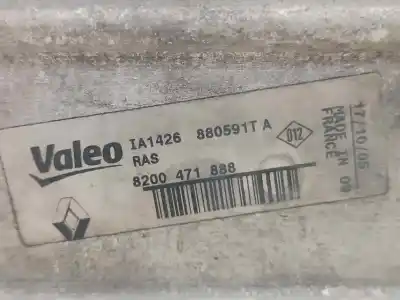 Valeo
IA1426 880591T A
RAS
8200 471 888
D12
17/10/05
MADE IN
FRANCE
09